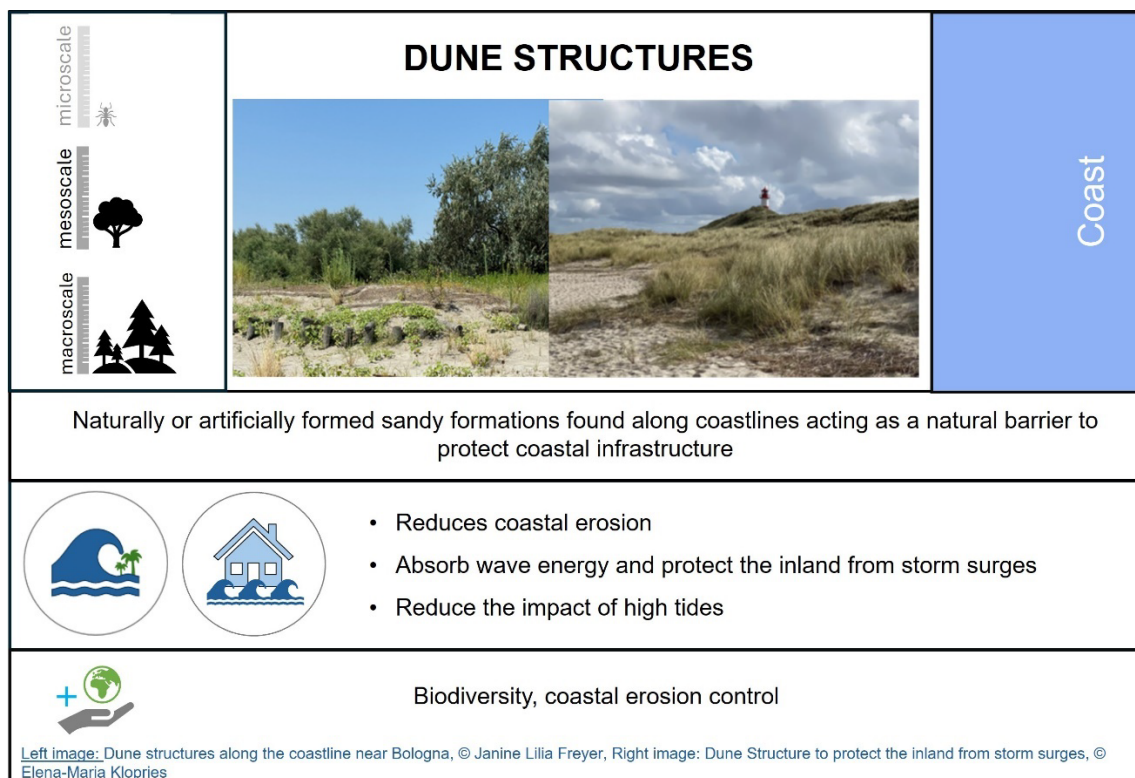 microscale
mesoscale
macroscale
DUNE STRUCTURES
Coast
Naturally or artificially formed sandy formations found along coastlines acting as a natural barrier to
protect coastal infrastructure
• Reduces coastal erosion
• Absorb wave energy and protect the inland from storm surges
• Reduce the impact of high tides
Biodiversity, coastal erosion control
Left image: Dune structures along the coastline near Bologna, © Janine Lilia Freyer, Right image: Dune Structure to protect the inland from storm surges, ©
Elena-Maria Klopries